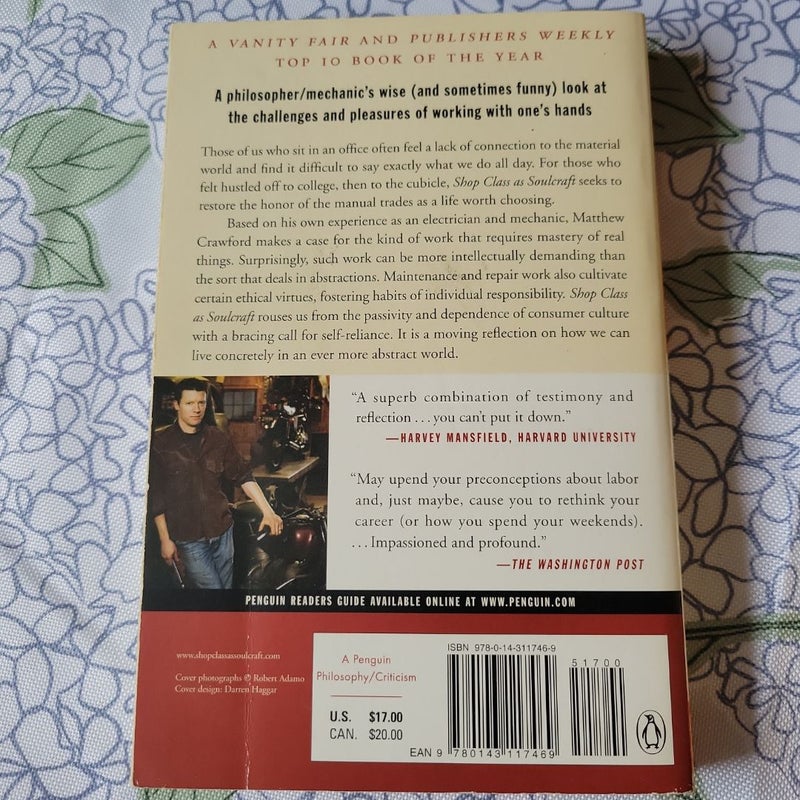 A VANITY FAIR AND PUBLISHERS WEEKLY
TOP 10 BOOK OF THE YEAR
A philosopher/mechanic's wise (and sometimes funny) look at
the challenges and pleasures of working with one's hands
Those of us who sit in an office often feel a lack of connection to the material
world and find it difficult to say exactly what we do all day. For those who
felt hustled off to college, then to the cubicle, Shop Class as Soulcraft seeks to
restore the honor of the manual trades as a life worth choosing.
Based on his own experience as an electrician and mechanic, Matthew
Crawford makes a case for the kind of work that requires mastery of real
things. Surprisingly, such work can be more intellectually demanding than
the sort that deals in abstractions. Maintenance and repair work also cultivate
certain ethical virtues, fostering habits of individual responsibility. Shop Class
as Soulcraft rouses us from the passivity and dependence of consumer culture
with a bracing call for self-reliance. It is a moving reflection on how we can
live concretely in an ever more abstract world.
“A superb combination of testimony and
reflection . . . you can't put it down.”
—HARVEY MANSFIELD, HARVARD UNIVERSITY
“May upend your preconceptions about labor
and, just maybe, cause you to rethink your
career (or how you spend your weekends).
. . . Impassioned and profound.”
—THE WASHINGTON POST
PENGUIN READERS GUIDE AVAILABLE ONLINE AT WWW.PENGUIN.COM
www.shopclassassoulcraft.com
Cover photographs © Robert Adamo
Cover design: Darren Haggar
A Penguin
Philosophy/Criticism
U.S. $17.00
CAN. $20.00
ISBN 978-0-14-311746-9
51700
EAN 9 780143 117469